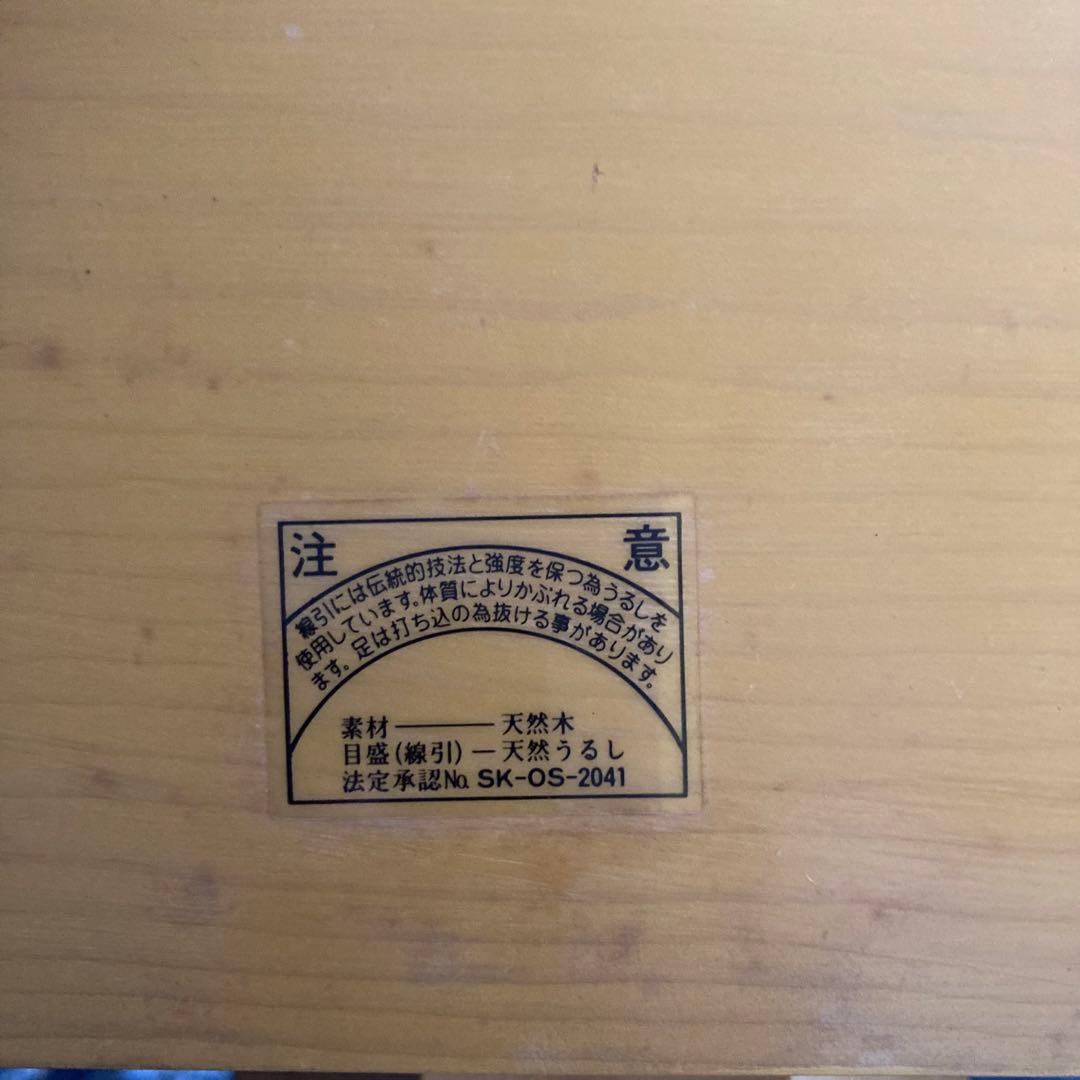 注意
線引には伝統的技法と強度を保つ為うるしを
使用しています。体質によりかぶれる場合があり
ます。足は打ち込の為抜ける事があります。
素材――天然木
目盛(線引)―天然うるし
法定承認No. SK-OS-2041